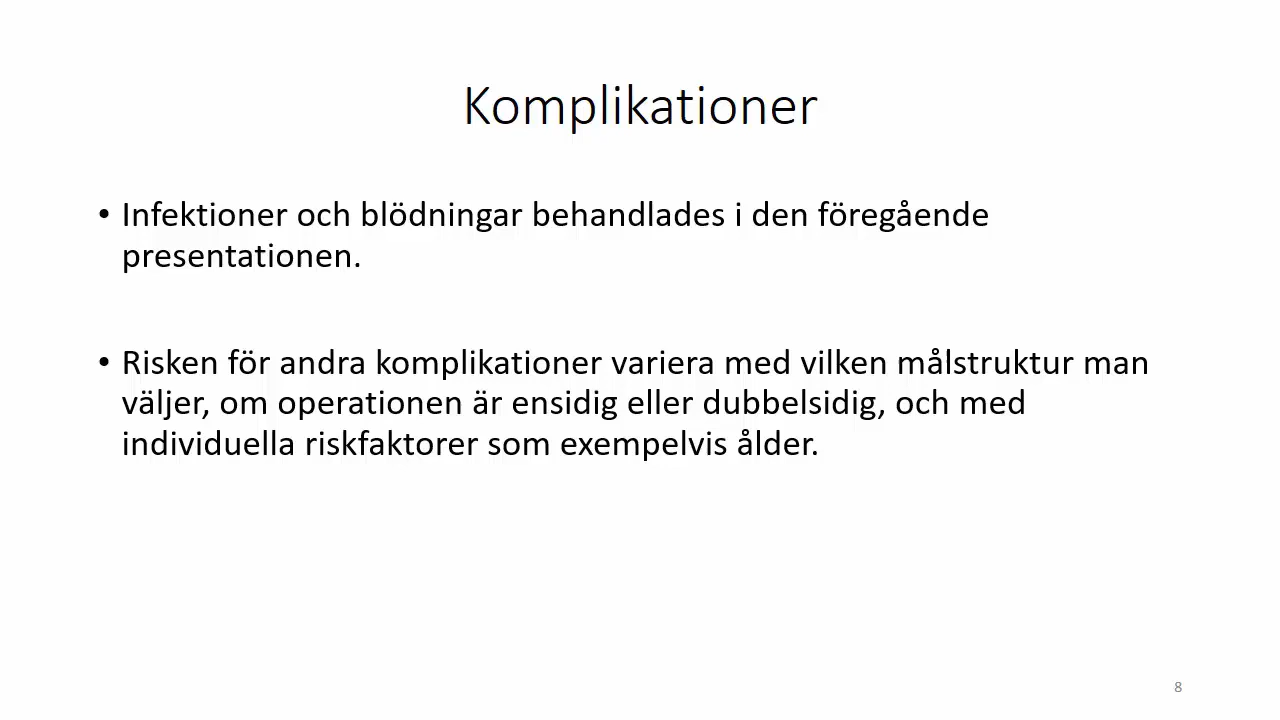 Komplikationer
• Infektioner och blödningar behandlades i den föregående
presentationen.
• Risken för andra komplikationer variera med vilken målstruktur man
väljer, om operationen är ensidig eller dubbelsidig, och med
individuella riskfaktorer som exempelvis ålder.
8